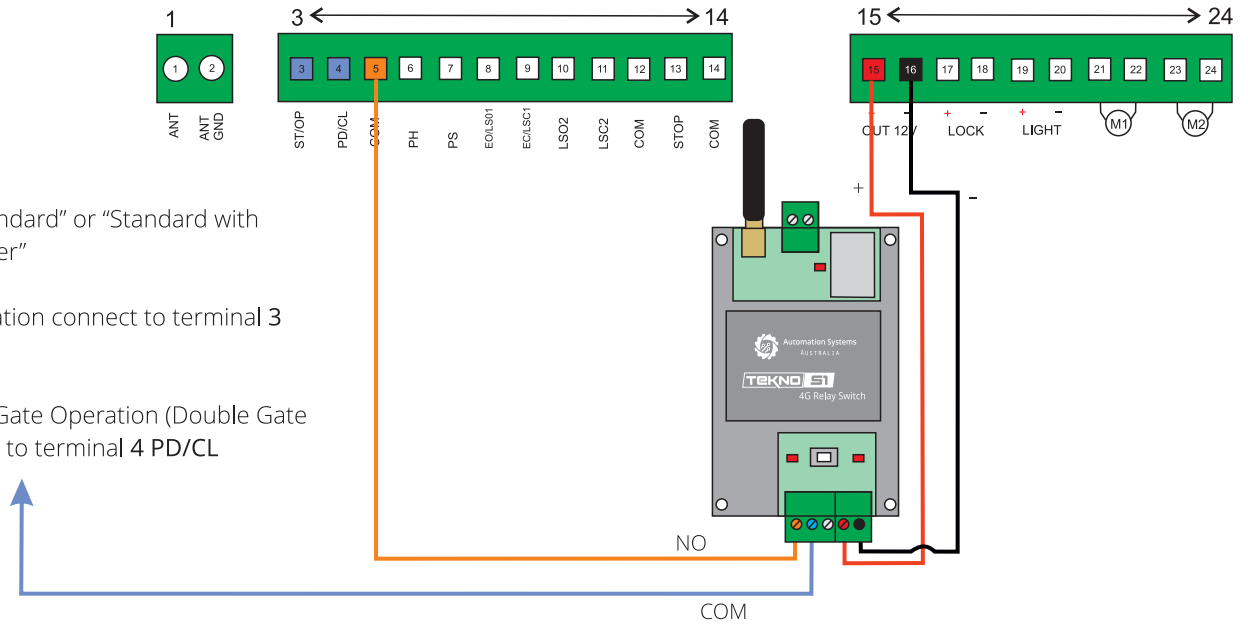 1
3
14
15
24
1 2
3 4 5 6 7 8 9 10 11 12 13 14
15 16 17 18 19 20 21 22 23 24
ANT
ANT GND
ST/OP
PD/CL
COM
PH
PS
EO/LS01
EC/LSC1
LSO2
LSC2
COM
STOP
COM
+ - + - + -
OUT 12V
LOCK
LIGHT
M1
M2
+
-
ndard” or “Standard with
er”
ation connect to terminal 3
Gate Operation (Double Gate
to terminal 4 PD/CL
Automation Systems
AUSTRALIA
TEKNO S1
4G Relay Switch
NO
COM